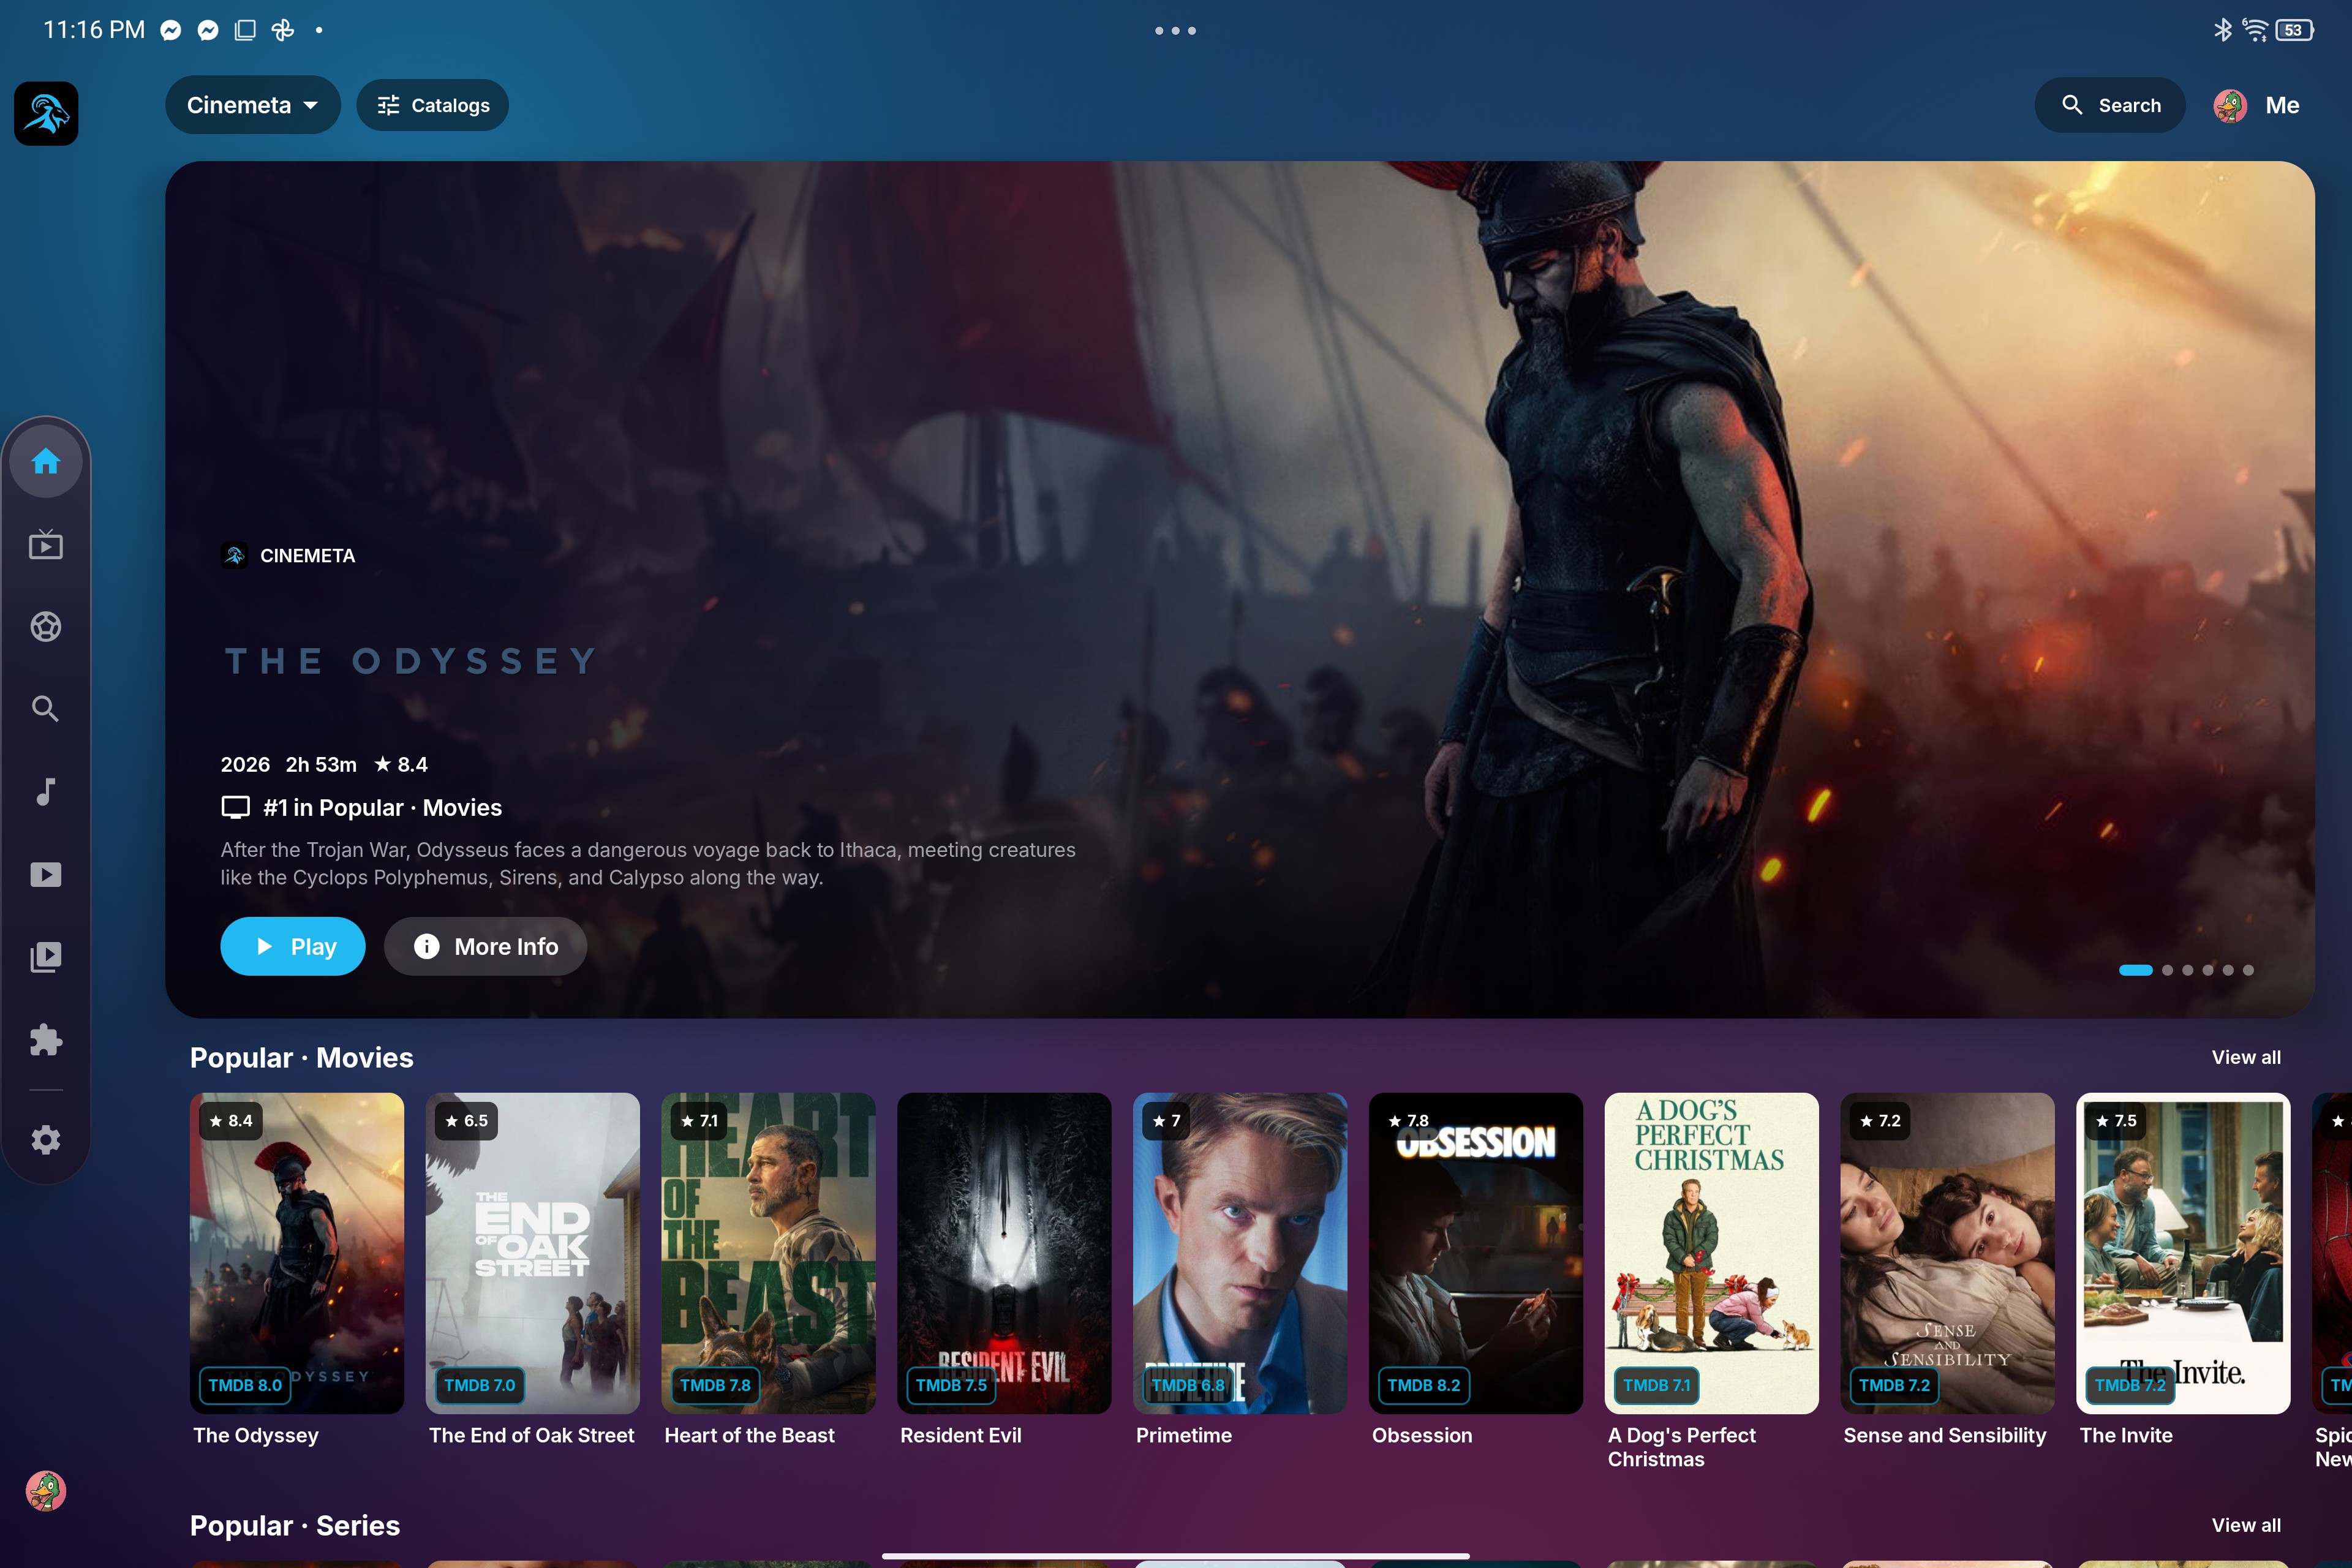 11:16 PM
6
53
Cinemeta
Catalogs
Search
Me
CINEMETA
THE ODYSSEY
2026 2h 53m ★ 8.4
#1 in Popular · Movies
After the Trojan War, Odysseus faces a dangerous voyage back to Ithaca, meeting creatures
like the Cyclops Polyphemus, Sirens, and Calypso along the way.
Play
More Info
Popular · Movies
View all
★ 8.4
TMDB 8.0
The Odyssey
★ 6.5
THE
END
OF OAK
STREET
TMDB 7.0
The End of Oak Street
★ 7.1
HEART
OF
THE
BEAST
TMDB 7.8
Heart of the Beast
RESIDENT EVIL
TMDB 7.5
Resident Evil
★ 7
PRIMETIME
TMDB 6.8
Primetime
★ 7.8
OBSESSION
TMDB 8.2
Obsession
A DOG'S
PERFECT
CHRISTMAS
TMDB 7.1
A Dog's Perfect
Christmas
★ 7.2
SENSE
AND
SENSIBILITY
TMDB 7.2
Sense and Sensibility
★ 7.5
The Invite.
TMDB 7.2
The Invite
Popular · Series
View all